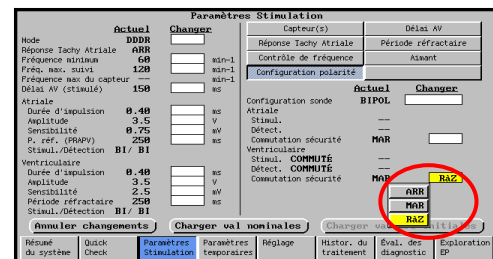 Paramètres Stimulation
Actuel Changer
Mode DDDR
Réponse Tachy Atriale ARR
Fréquence minimum 60 min-1
Fréq. max. suivi 120 min-1
Fréquence max du capteur -- min-1
Délai AV (stimulé) 150 ms
Atriale
Durée d'impulsion 0.40 ms
Amplitude 3.5 V
Sensibilité 0.75 mV
P. réf. (PRAPV) 250 ms
Stimul./Détection BI/ BI
Ventriculaire
Durée d'impulsion 0.40 ms
Amplitude 3.5 V
Sensibilité 2.5 mV
Période réfractaire 250 ms
Stimul./Détection BI/ BI
Capteur(s) Délai AV
Réponse Tachy Atriale Période réfractaire
Contrôle de fréquence Aimant
Configuration polarité
Actuel Changer
Configuration sonde BIPOL
Atriale
Stimul. --
Détect. --
Commutation sécurité MAR
Ventriculaire
Stimul. COMMUTÉ --
Détect. COMMUTÉ --
Commutation sécurité MAR RàZ
ARR
MAR
RàZ
Annuler changements Charger val nominales Charger initiales
Résumé du système
Quick Check
Paramètres Stimulation
Paramètres temporaires
Réglage
Histor. du traitement
Éval. des diagnostic
Exploration EP